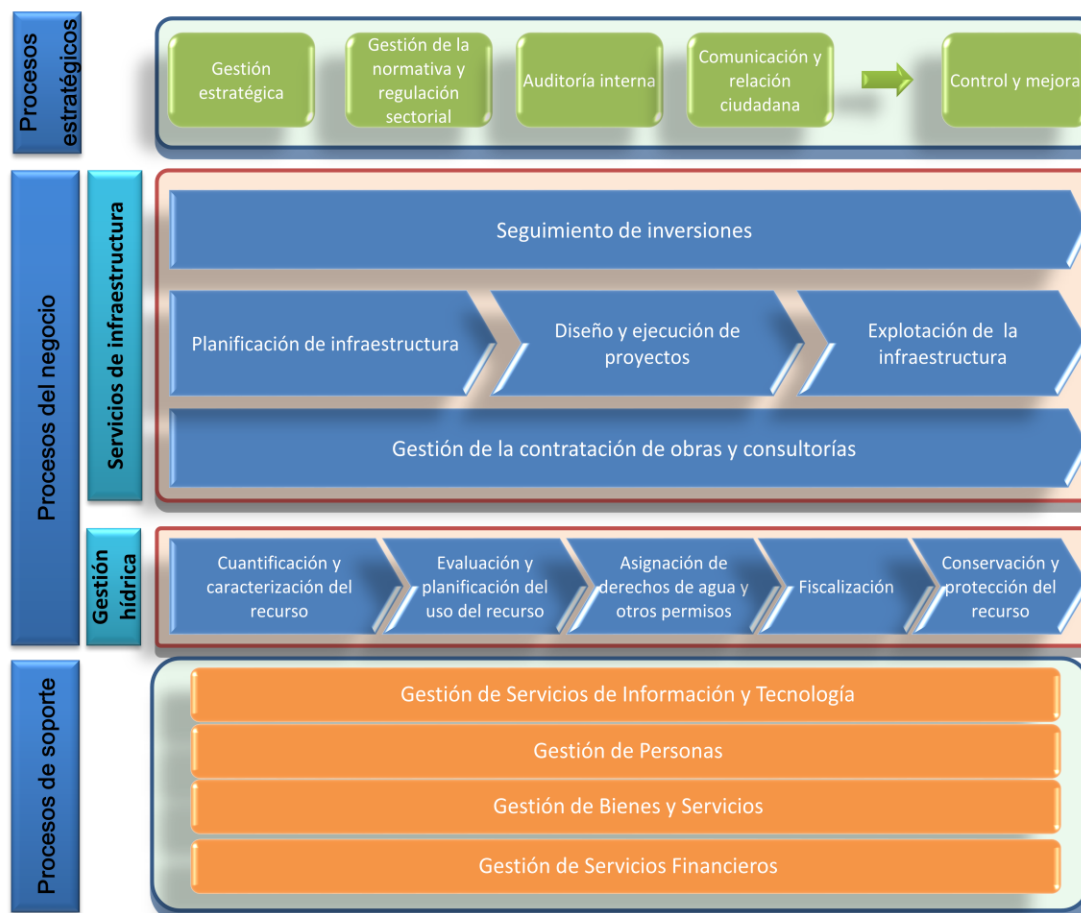 Procesos
estratégicos
Gestión
estratégica
Gestión de la
normativa y
regulación
sectorial
Auditoría interna
Comunicación y
relación
ciudadana
Control y mejora
Procesos del negocio
Servicios de infraestructura
Seguimiento de inversiones
Planificación de infraestructura
Diseño y ejecución de
proyectos
Explotación de la
infraestructura
Gestión de la contratación de obras y consultorías
Gestión
hídrica
Cuantificación y
caracterización del
recurso
Evaluación y
planificación del
uso del recurso
Asignación de
derechos de agua y
otros permisos
Fiscalización
Conservación y
protección del
recurso
Procesos de soporte
Gestión de Servicios de Información y Tecnología
Gestión de Personas
Gestión de Bienes y Servicios
Gestión de Servicios Financieros